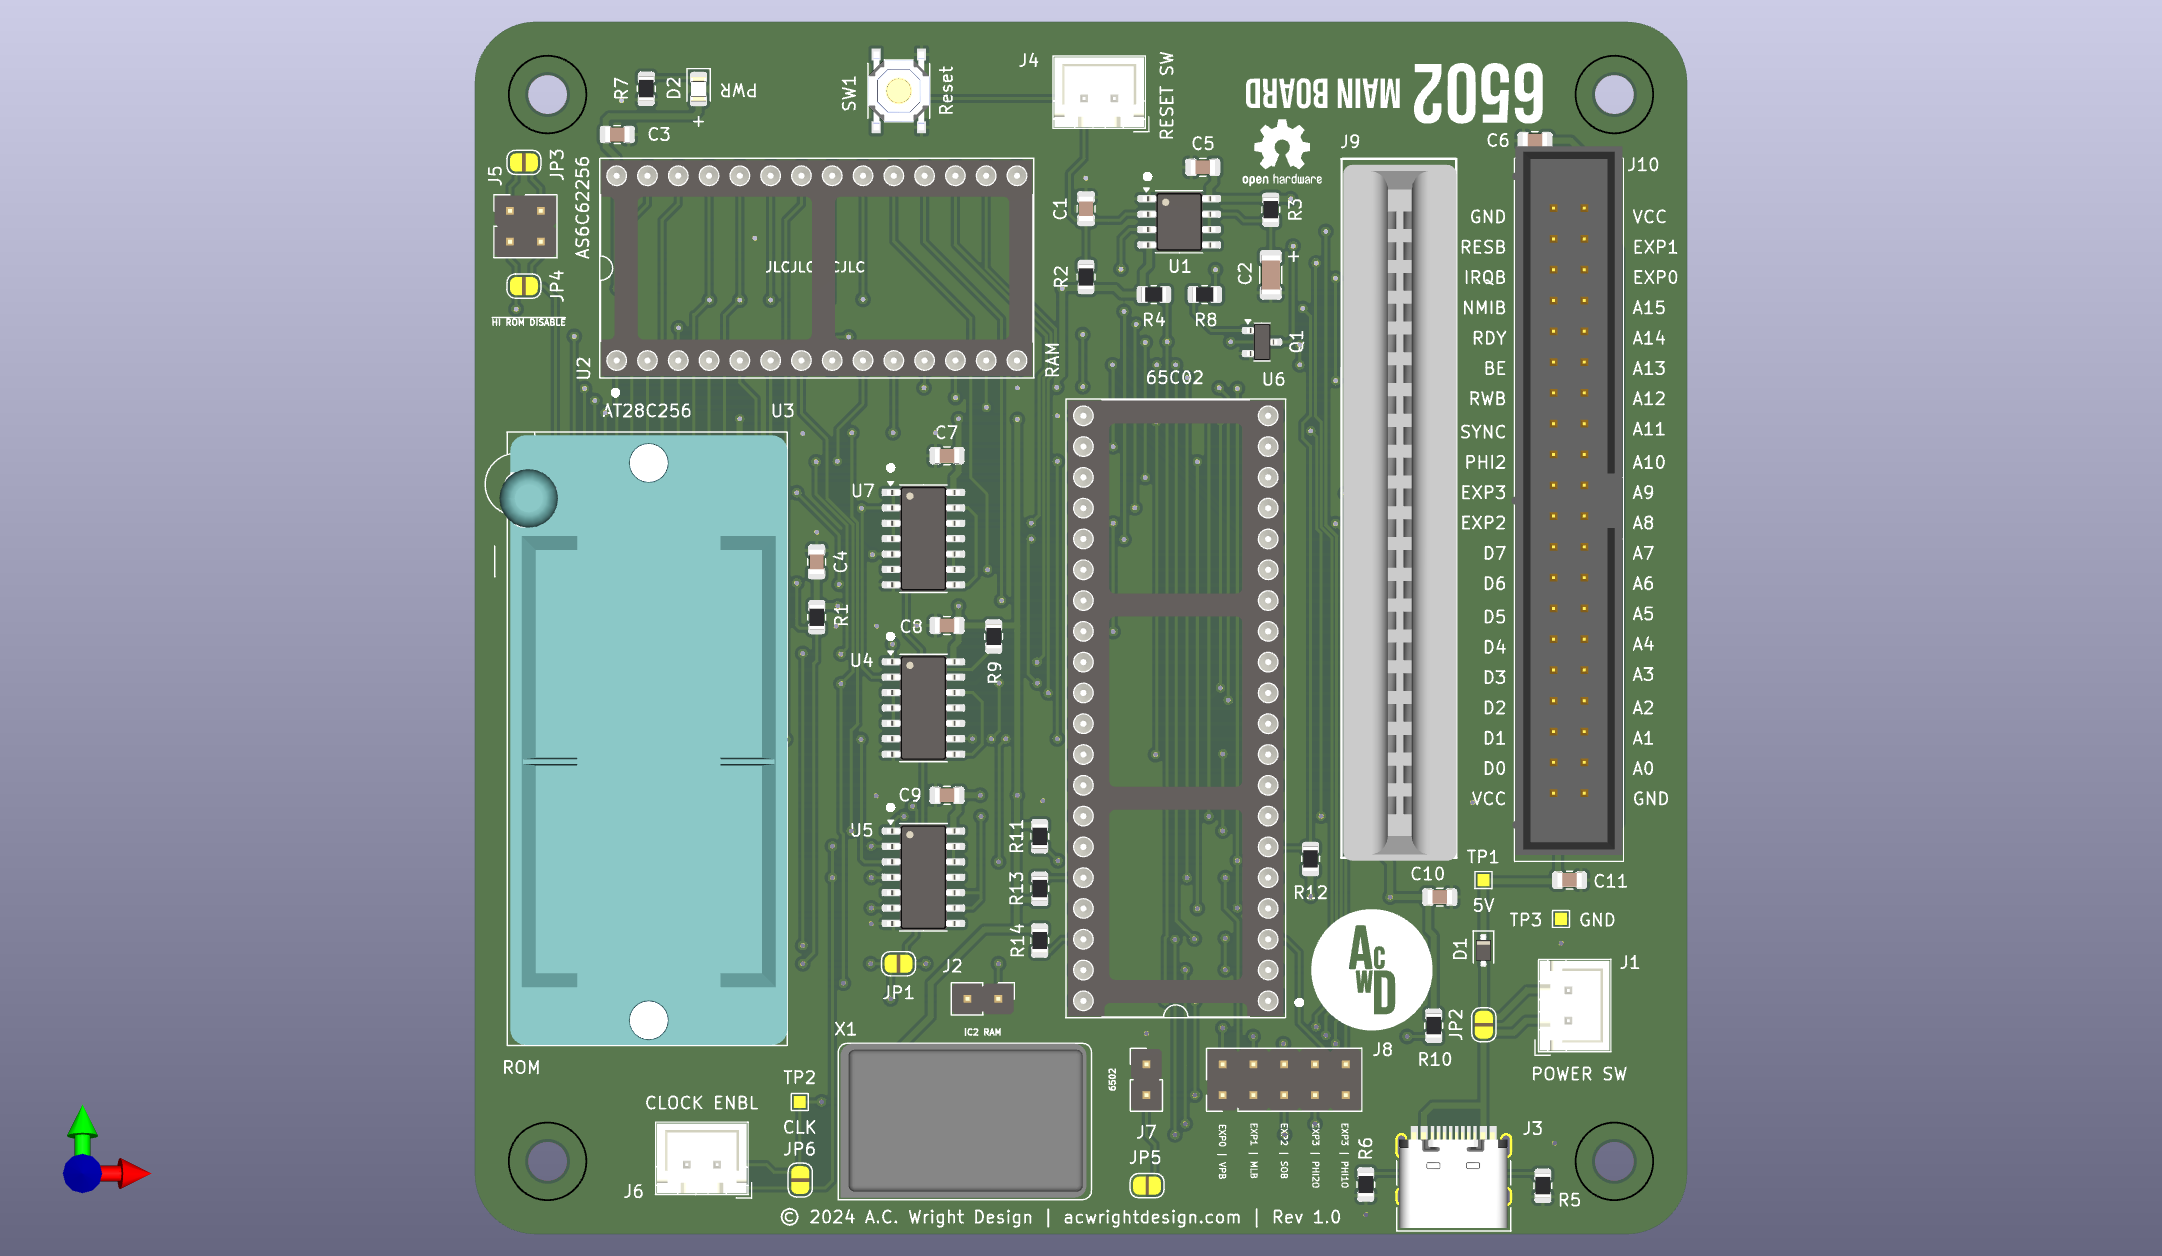 R7
D2
PWR
+
C3
SW1
Reset
J4
RESET SW
6502
MAIN BOARD
open hardware
J5
JP3
JP4
HI ROM DISABLE
AS6C62256
U2
RAM
JLCJLC
CJLC
C5
C1
U1
R3
R2
C2
+
R4
R8
Q1
U6
65C02
J9
C6
J10
GND
VCC
RESB
EXP1
IRQB
EXP0
NMIB
A15
RDY
A14
BE
A13
RWB
A12
SYNC
A11
PHI2
A10
EXP3
A9
EXP2
A8
D7
A7
D6
A6
D5
A5
D4
A4
D3
A3
D2
A2
D1
A1
D0
A0
VCC
GND
AT28C256
U3
C7
U7
C4
R1
C8
U4
R9
C9
U5
R11
R13
R14
R12
JP1
J2
IC2 RAM
X1
ROM
TP2
CLK
CLOCK ENBL
JP6
J6
6502
J7
JP5
J8
EXP0 | VPB
EXP1 | MLB
EXP2 | SOB
EXP3 | PHI2O
EXP3 | PHI1O
ACWD
TP1
5V
C10
C11
TP3
GND
D1
J1
JP2
R10
POWER SW
J3
R6
R5
© 2024 A.C. Wright Design | acwrightdesign.com | Rev 1.0